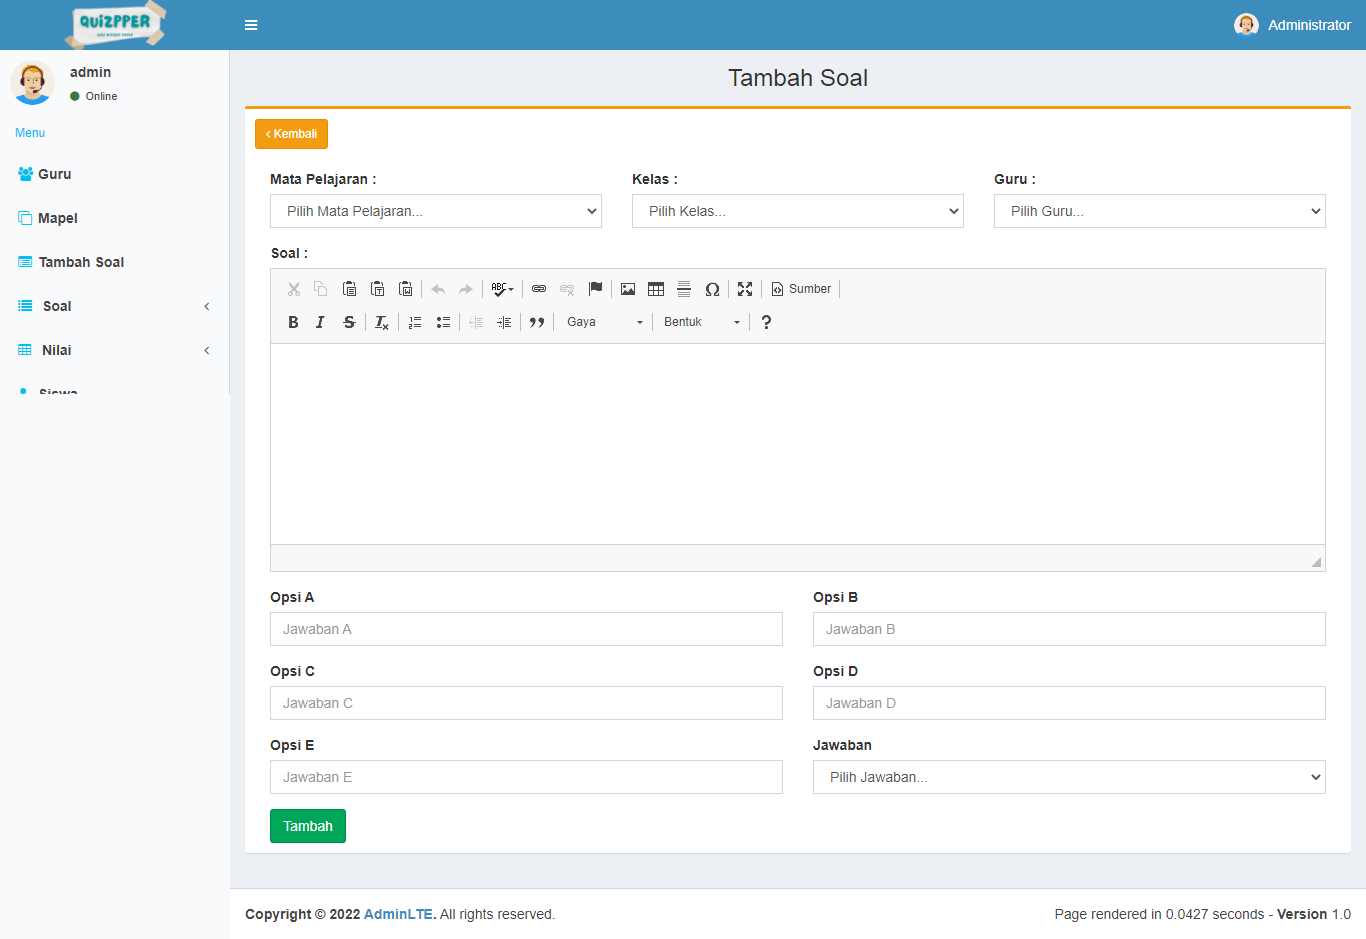 QUIZPPER
QUIZ WITHOUT PAPER
Administrator
admin
Online
Menu
Guru
Mapel
Tambah Soal
Soal
Nilai
Siswa
Tambah Soal
Kembali
Mata Pelajaran :
Kelas :
Guru :
Pilih Mata Pelajaran...
Pilih Kelas...
Pilih Guru...
Soal :
Sumber
Gaya
Bentuk
Opsi A
Opsi B
Jawaban A
Jawaban B
Opsi C
Opsi D
Jawaban C
Jawaban D
Opsi E
Jawaban
Jawaban E
Pilih Jawaban...
Tambah
Copyright © 2022 AdminLTE. All rights reserved.
Page rendered in 0.0427 seconds - Version 1.0